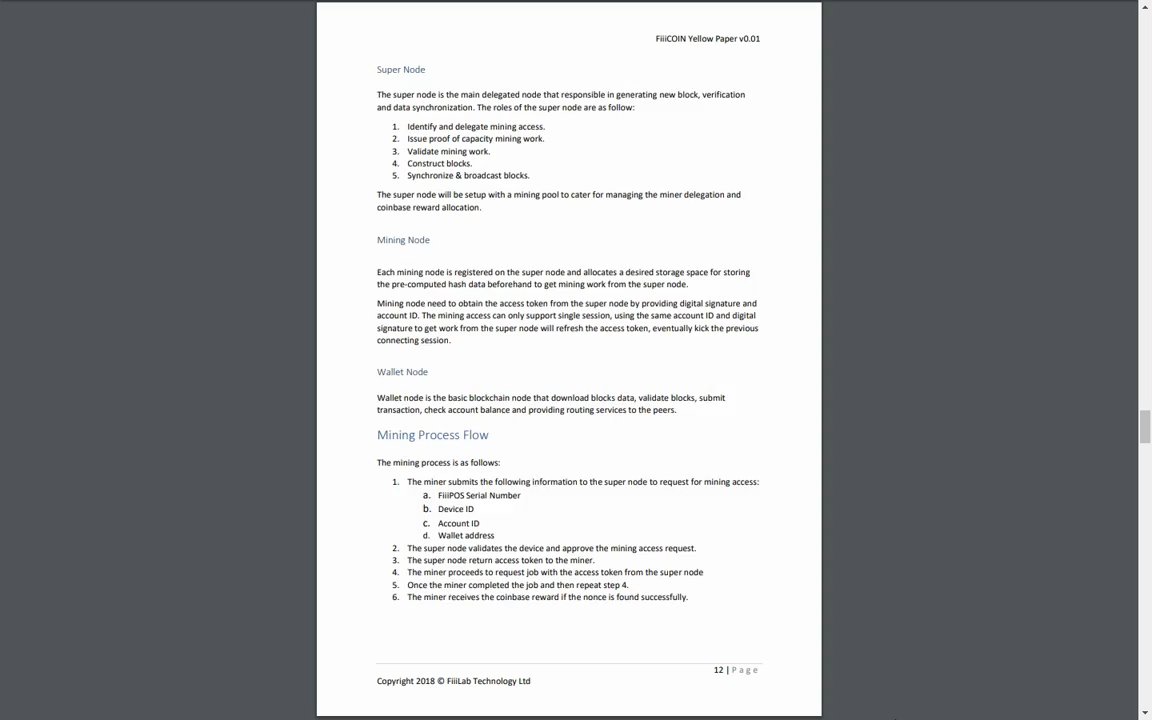 FiiiCOIN Yellow Paper v0.01
Super Node
The super node is the main delegated node that responsible in generating new block, verification
and data synchronization. The roles of the super node are as follow:
1. Identify and delegate mining access.
2. Issue proof of capacity mining work.
3. Validate mining work.
4. Construct blocks.
5. Synchronize & broadcast blocks.
The super node will be setup with a mining pool to cater for managing the miner delegation and
coinbase reward allocation.
Mining Node
Each mining node is registered on the super node and allocates a desired storage space for storing
the pre-computed hash data beforehand to get mining work from the super node.
Mining node need to obtain the access token from the super node by providing digital signature and
account ID. The mining access can only support single session, using the same account ID and digital
signature to get work from the super node will refresh the access token, eventually kick the previous
connecting session.
Wallet Node
Wallet node is the basic blockchain node that download blocks data, validate blocks, submit
transaction, check account balance and providing routing services to the peers.
Mining Process Flow
The mining process is as follows:
1. The miner submits the following information to the super node to request for mining access:
a. FiiiPOS Serial Number
b. Device ID
c. Account ID
d. Wallet address
2. The super node validates the device and approve the mining access request.
3. The super node return access token to the miner.
4. The miner proceeds to request job with the access token from the super node
5. Once the miner completed the job and then repeat step 4.
6. The miner receives the coinbase reward if the nonce is found successfully.
12 | Page
Copyright 2018 © FiiiLab Technology Ltd